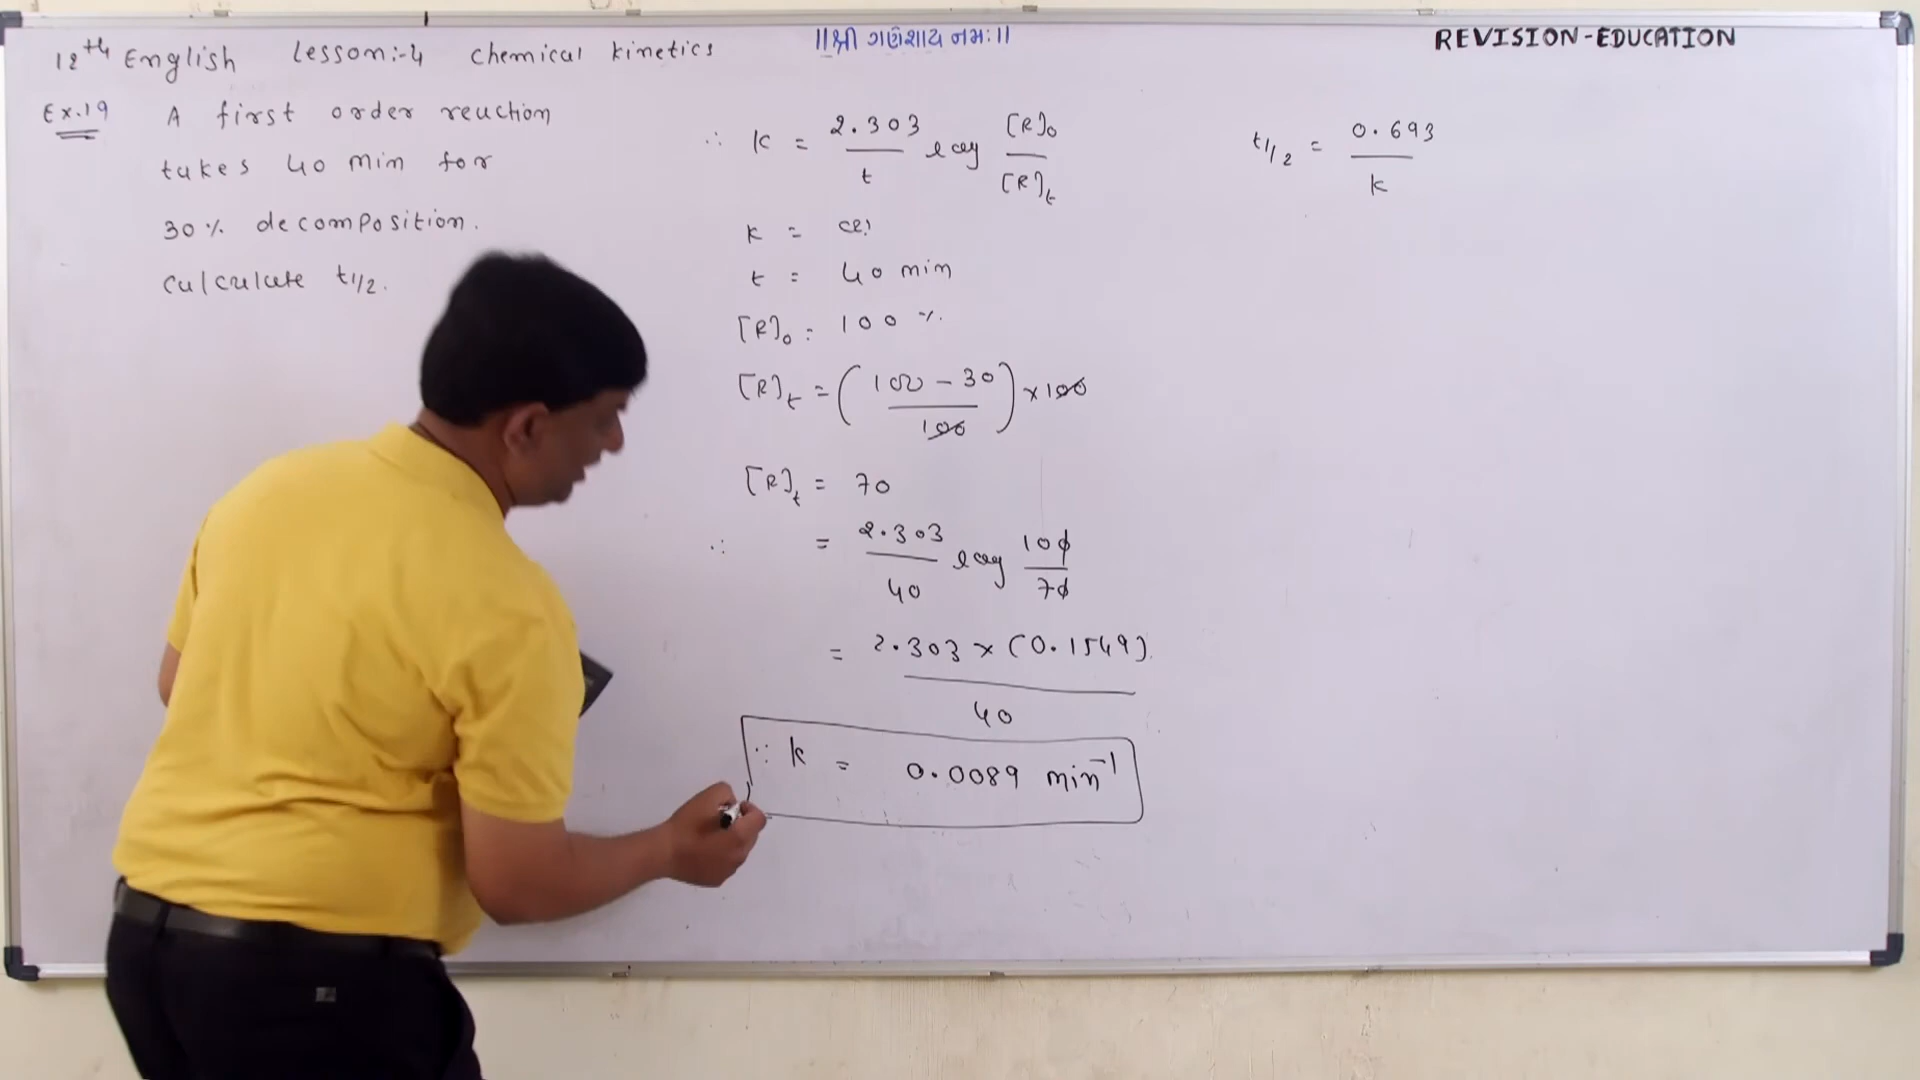 ॥श्री गणेशाय नमः॥
REVISION-EDUCATION
12th English Lesson:-4 chemical kinetics
Ex.19 A first order reaction
takes 40 min for
30% decomposition.
calculate t1/2.
∴ k = 2.303/t log [R]0/[R]t
k = ?
t = 40 min
[R]0 = 100 %
[R]t = (100 - 30/100) × 100
[R]t = 70
∴ = 2.303/40 log 100/70
= 2.303 × (0.1549)/40
∴ k = 0.0089 min⁻¹
t1/2 = 0.693/k